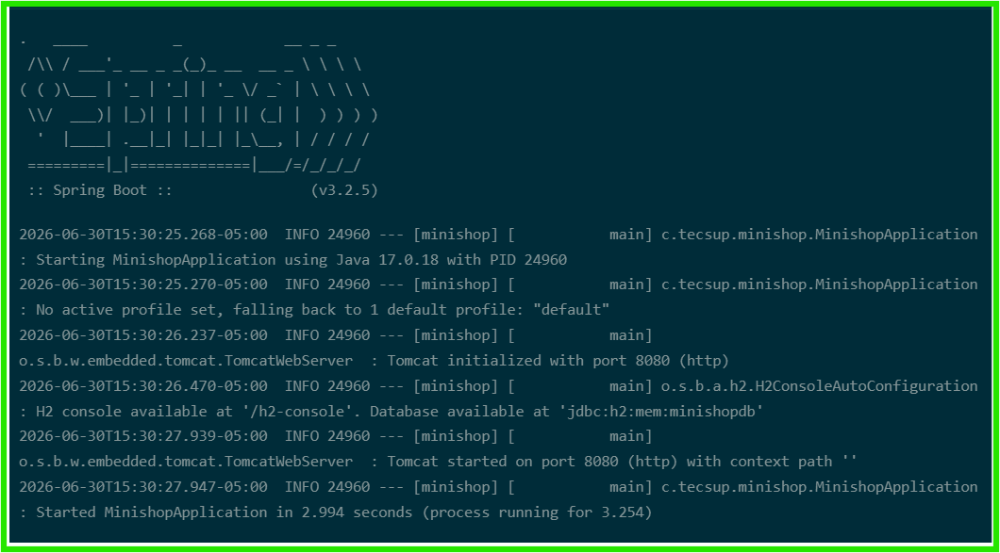 .   ____          _            __ _ _
 /\\ / ___'_ __ _ _(_)_ __  __ _ \ \ \ \
( ( )\___ | '_ | '_| | '_ \/ _` | \ \ \ \
 \\/  ___)| |_)| | | | | || (_| |  ) ) ) )
  '  |____| .__|_| |_|_| |_\__, | / / / /
 =========|_|==============|___/=/_/_/_/
 :: Spring Boot ::                (v3.2.5)

2026-06-30T15:30:25.268-05:00  INFO 24960 --- [minishop] [           main] c.tecsup.minishop.MinishopApplication
: Starting MinishopApplication using Java 17.0.18 with PID 24960
2026-06-30T15:30:25.270-05:00  INFO 24960 --- [minishop] [           main] c.tecsup.minishop.MinishopApplication
: No active profile set, falling back to 1 default profile: "default"
2026-06-30T15:30:26.237-05:00  INFO 24960 --- [minishop] [           main]
o.s.b.w.embedded.tomcat.TomcatWebServer  : Tomcat initialized with port 8080 (http)
2026-06-30T15:30:26.470-05:00  INFO 24960 --- [minishop] [           main] o.s.b.a.h2.H2ConsoleAutoConfiguration
: H2 console available at '/h2-console'. Database available at 'jdbc:h2:mem:minishopdb'
2026-06-30T15:30:27.939-05:00  INFO 24960 --- [minishop] [           main]
o.s.b.w.embedded.tomcat.TomcatWebServer  : Tomcat started on port 8080 (http) with context path ''
2026-06-30T15:30:27.947-05:00  INFO 24960 --- [minishop] [           main] c.tecsup.minishop.MinishopApplication
: Started MinishopApplication in 2.994 seconds (process running for 3.254)